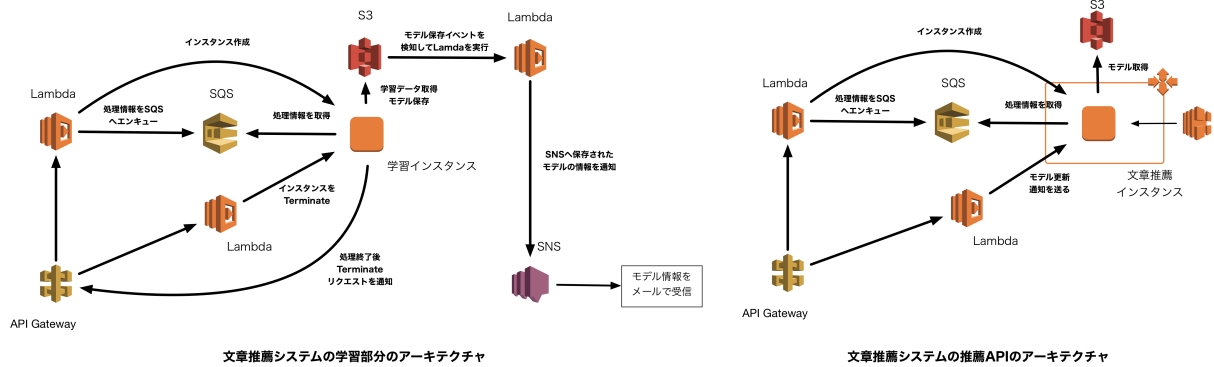 S3
Lambda
モデル保存イベントを
検知してLamdaを実行
インスタンス作成
学習データ取得
モデル保存
Lambda
SQS
処理情報をSQS
へエンキュー
処理情報を取得
学習インスタンス
SNSへ保存された
モデルの情報を通知
インスタンスを
Terminate
Lambda
処理終了後
Terminate
リクエストを通知
SNS
モデル情報を
メールで受信
API Gateway
文章推薦システムの学習部分のアーキテクチャ
S3
インスタンス作成
モデル取得
Lambda
SQS
処理情報をSQS
へエンキュー
処理情報を取得
文章推薦
インスタンス
モデル更新
通知を送る
Lambda
API Gateway
文章推薦システムの推薦APIのアーキテクチャ